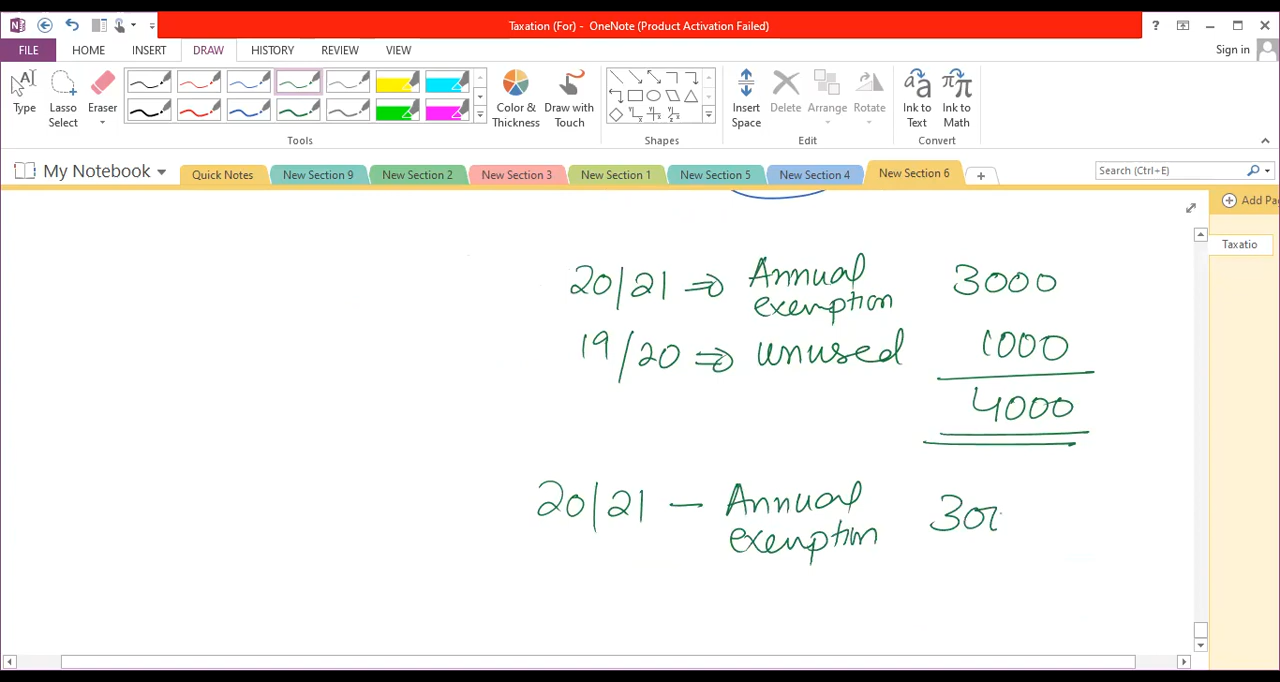 Taxation (For) - OneNote (Product Activation Failed)
?
FILE HOME INSERT DRAW HISTORY REVIEW VIEW
Sign in
Type
Lasso Select
Eraser
Color & Thickness
Draw with Touch
Insert Space
Delete
Arrange
Rotate
Ink to Text
Ink to Math
Tools
Shapes
Edit
Convert
My Notebook
Quick Notes New Section 9 New Section 2 New Section 3 New Section 1 New Section 5 New Section 4 New Section 6
Search (Ctrl+E)
Add Pa
Taxatio
20/21 ⇒ Annual exemption 3000
19/20 ⇒ unused 1000
4000
20/21 — Annual exemption 300